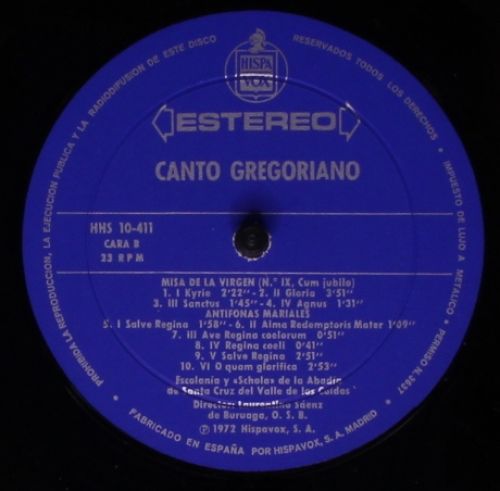 PROHIBIDA LA REPRODUCCION, LA EJECUCION PUBLICA Y LA RADIODIFUSION DE ESTE DISCO
RESERVADOS TODOS LOS DERECHOS • IMPUESTO DE LUJO A METALICO • PERMISO N.º 3637
HISPA
VOX
ESTEREO
CANTO GREGORIANO
HHS 10-411
CARA B
33 RPM
MISA DE LA VIRGEN (N.º IX, Cum jubilo)
1. I Kyrie 2'22'' - 2. II Gloria 3'51''
3. III Sanctus 1'45'' - 4. IV Agnus 1'31''
ANTIFONAS MARIALES
5. I Salve Regina 1'58'' - 6. II Alma Redemptoris Mater 1'09''
7. III Ave Regina coelorum 0'51''
8. IV Regina coeli 0'41''
9. V Salve Regina 2'51''
10. VI O quam glorifica 2'53''
Escolanía y «Schola» de la Abadía
de Santa Cruz del Valle de los Caídos
Director: Laurentino Sáenz
de Buruaga, O. S. B.
Ⓟ 1972 Hispavox, S. A.
FABRICADO EN ESPAÑA POR HISPAVOX, S. A. MADRID